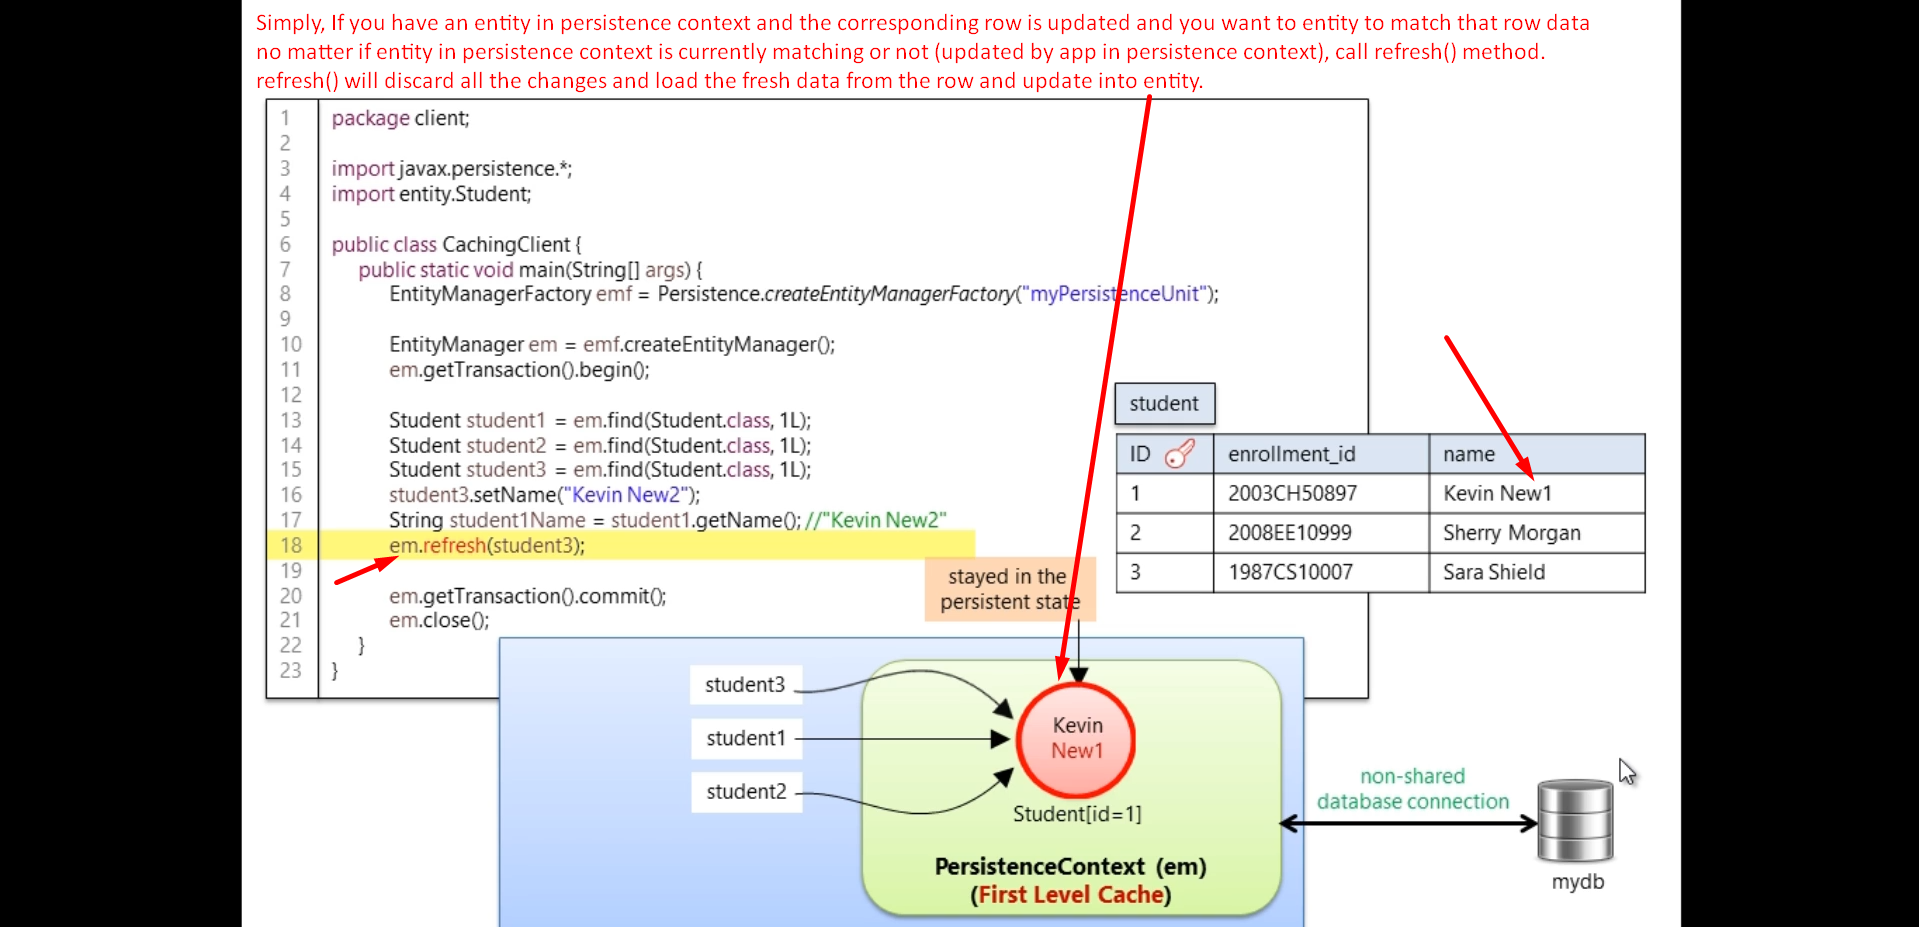 Simply, If you have an entity in persistence context and the corresponding row is updated and you want to entity to match that row data
no matter if entity in persistence context is currently matching or not (updated by app in persistence context), call refresh() method.
refresh() will discard all the changes and load the fresh data from the row and update into entity.
1 package client;
2
3 import javax.persistence.*;
4 import entity.Student;
5
6 public class CachingClient {
7 public static void main(String[] args) {
8 EntityManagerFactory emf = Persistence.createEntityManagerFactory("myPersistenceUnit");
9
10 EntityManager em = emf.createEntityManager();
11 em.getTransaction().begin();
12
13 Student student1 = em.find(Student.class, 1L);
14 Student student2 = em.find(Student.class, 1L);
15 Student student3 = em.find(Student.class, 1L);
16 student3.setName("Kevin New2");
17 String student1Name = student1.getName(); //"Kevin New2"
18 em.refresh(student3);
19
20 em.getTransaction().commit();
21 em.close();
22 }
23 }
student
ID enrollment_id name
1 2003CH50897 Kevin New1
2 2008EE10999 Sherry Morgan
3 1987CS10007 Sara Shield
stayed in the
persistent state
student3
student1
student2
Kevin
New1
Student[id=1]
PersistenceContext (em)
(First Level Cache)
non-shared
database connection
mydb